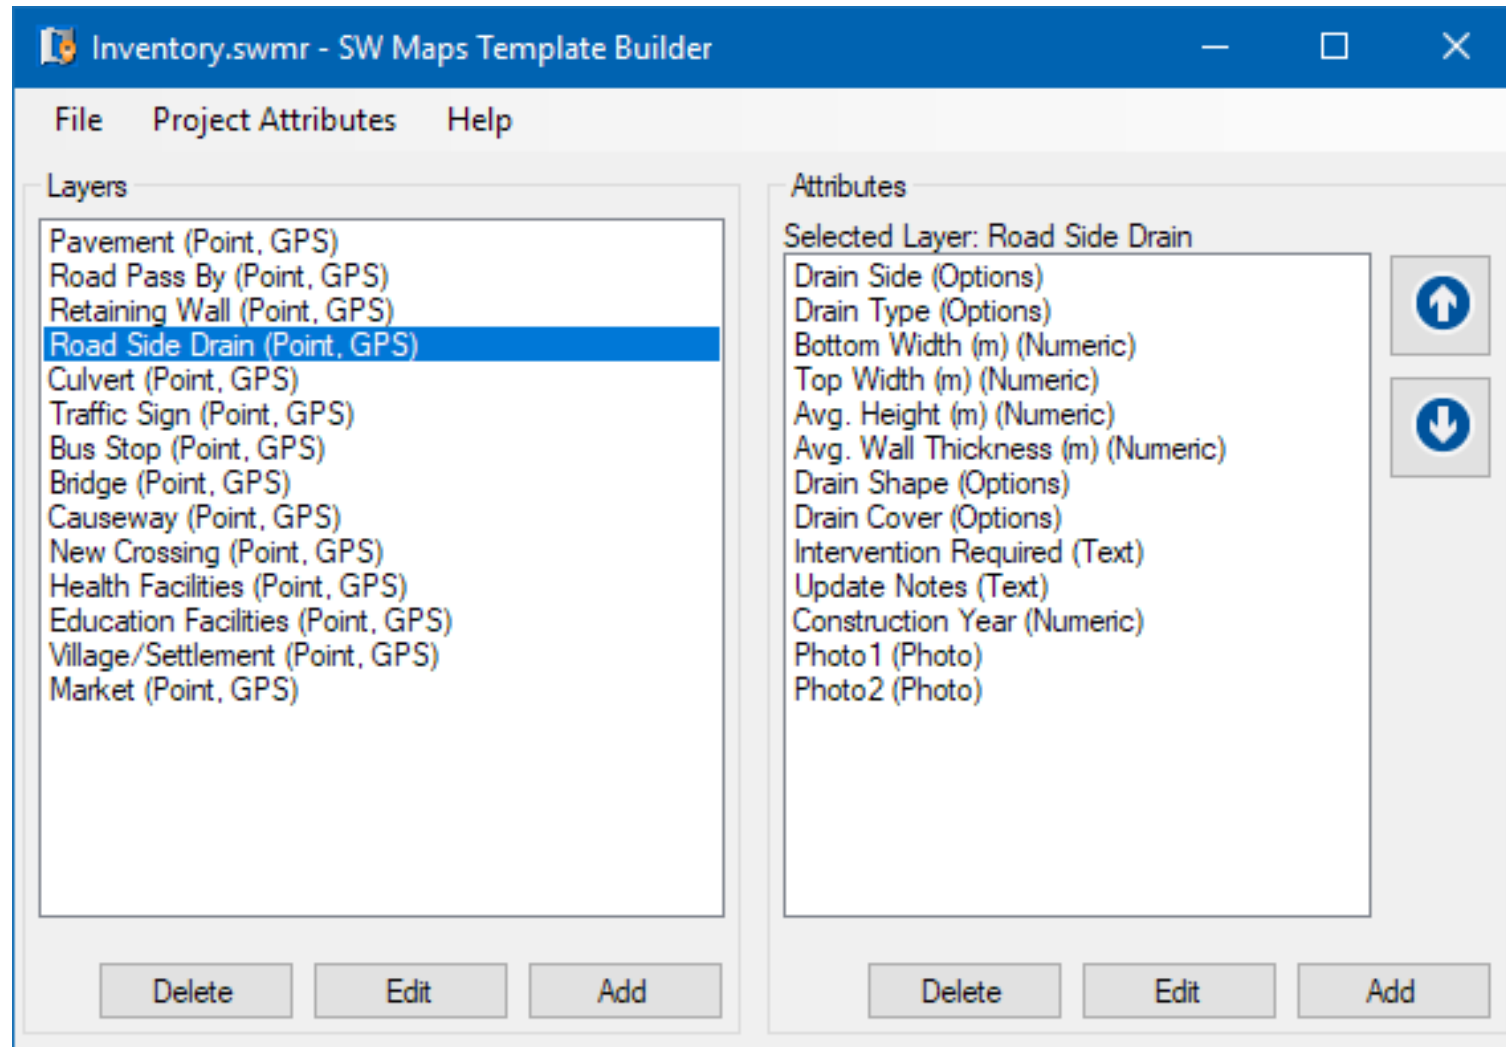 Inventory.swmr - SW Maps Template Builder
File Project Attributes Help
Layers
Pavement (Point, GPS)
Road Pass By (Point, GPS)
Retaining Wall (Point, GPS)
Road Side Drain (Point, GPS)
Culvert (Point, GPS)
Traffic Sign (Point, GPS)
Bus Stop (Point, GPS)
Bridge (Point, GPS)
Causeway (Point, GPS)
New Crossing (Point, GPS)
Health Facilities (Point, GPS)
Education Facilities (Point, GPS)
Village/Settlement (Point, GPS)
Market (Point, GPS)
Delete Edit Add
Attributes
Selected Layer: Road Side Drain
Drain Side (Options)
Drain Type (Options)
Bottom Width (m) (Numeric)
Top Width (m) (Numeric)
Avg. Height (m) (Numeric)
Avg. Wall Thickness (m) (Numeric)
Drain Shape (Options)
Drain Cover (Options)
Intervention Required (Text)
Update Notes (Text)
Construction Year (Numeric)
Photo1 (Photo)
Photo2 (Photo)
Delete Edit Add